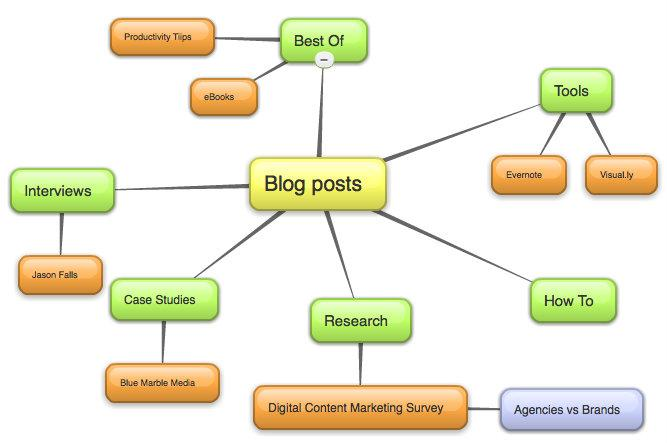 Productivity Tiips
Best Of
eBooks
Tools
Evernote
Visual.ly
Blog posts
Interviews
Jason Falls
Case Studies
Blue Marble Media
Research
How To
Digital Content Marketing Survey
Agencies vs Brands